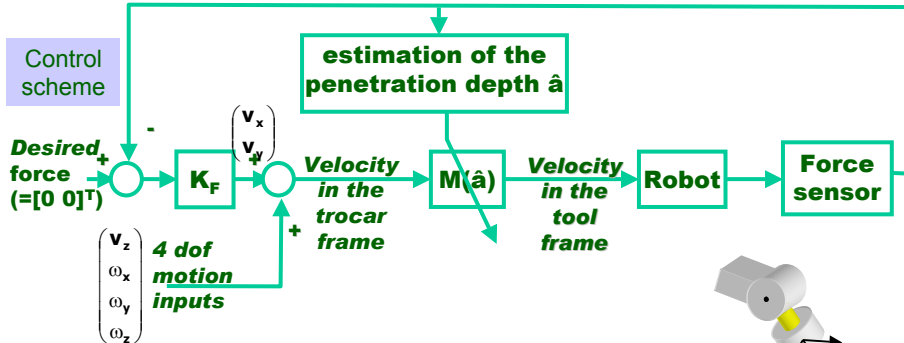 Control
scheme
estimation of the
penetration depth â
-
Desired
force
(=[0 0]ᵀ)
+
K_F
v_x
v_y
+
+
Velocity
in the
trocar
frame
M(â)
Velocity
in the
tool
frame
Robot
Force
sensor
v_z
ω_x
ω_y
ω_z
4 dof
motion
inputs